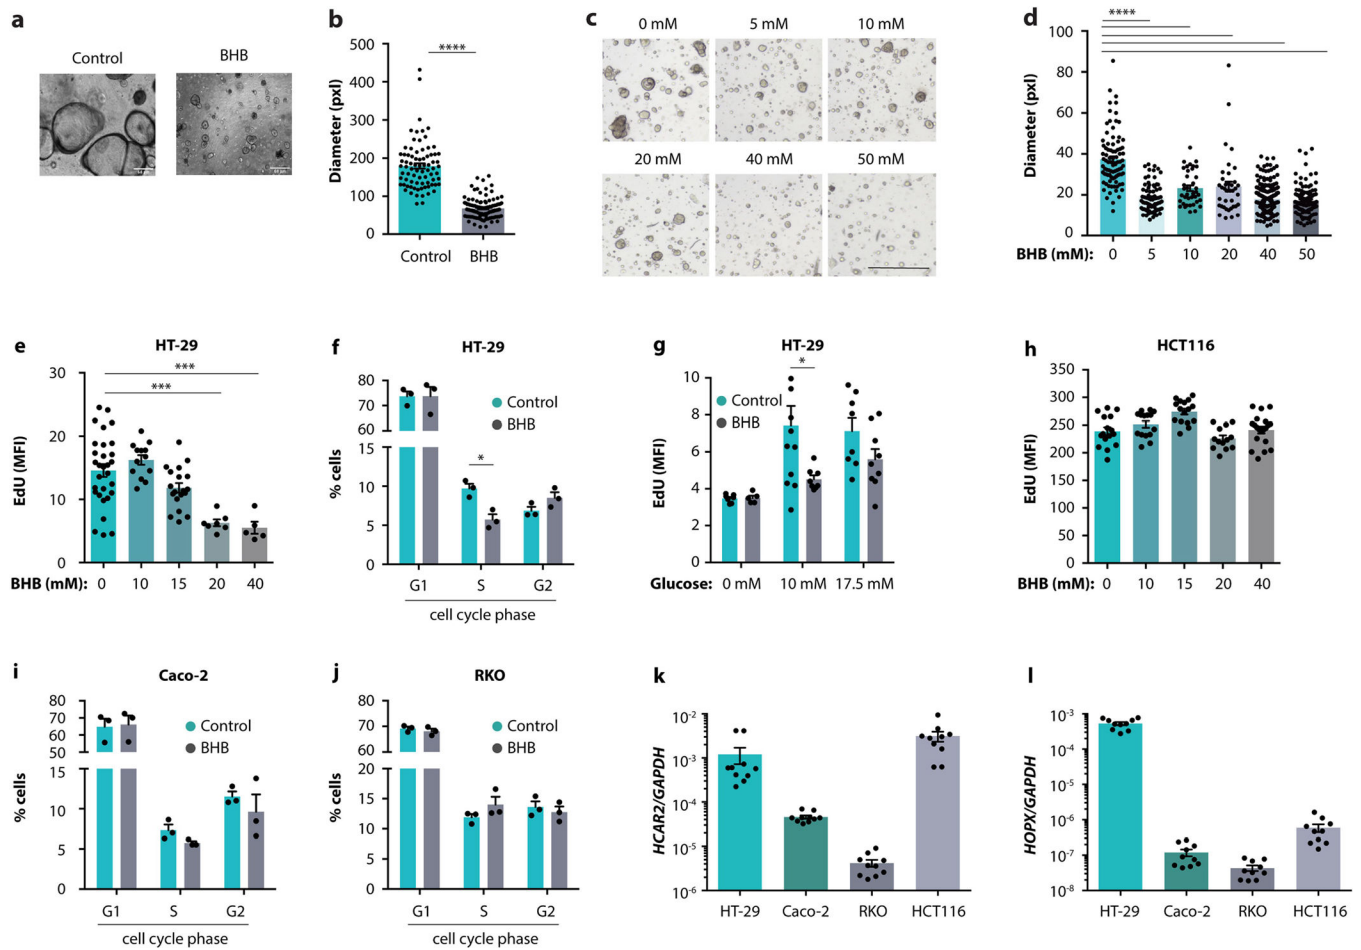 a
Control
BHB
b
Diameter (pxl)
500
400
300
200
100
0
****
Control
BHB
c
0 mM
5 mM
10 mM
20 mM
40 mM
50 mM
d
Diameter (pxl)
100
80
60
40
20
0
****
BHB (mM):
0
5
10
20
40
50
e
HT-29
EdU (MFI)
30
20
10
0
***
***
BHB (mM):
0
10
15
20
40
f
HT-29
% cells
80
70
60
15
10
5
0
Control
BHB
*
G1
S
G2
cell cycle phase
g
HT-29
EdU (MFI)
10
8
6
4
2
0
Control
BHB
*
Glucose:
0 mM
10 mM
17.5 mM
h
HCT116
EdU (MFI)
350
300
250
200
150
100
50
0
BHB (mM):
0
10
15
20
40
i
Caco-2
% cells
80
70
60
50
15
10
5
0
Control
BHB
G1
S
G2
cell cycle phase
j
RKO
% cells
80
70
60
20
15
10
5
0
Control
BHB
G1
S
G2
cell cycle phase
k
HCAR2/GAPDH
10⁻²
10⁻³
10⁻⁴
10⁻⁵
10⁻⁶
HT-29
Caco-2
RKO
HCT116
l
HOPX/GAPDH
10⁻³
10⁻⁴
10⁻⁵
10⁻⁶
10⁻⁷
10⁻⁸
HT-29
Caco-2
RKO
HCT116